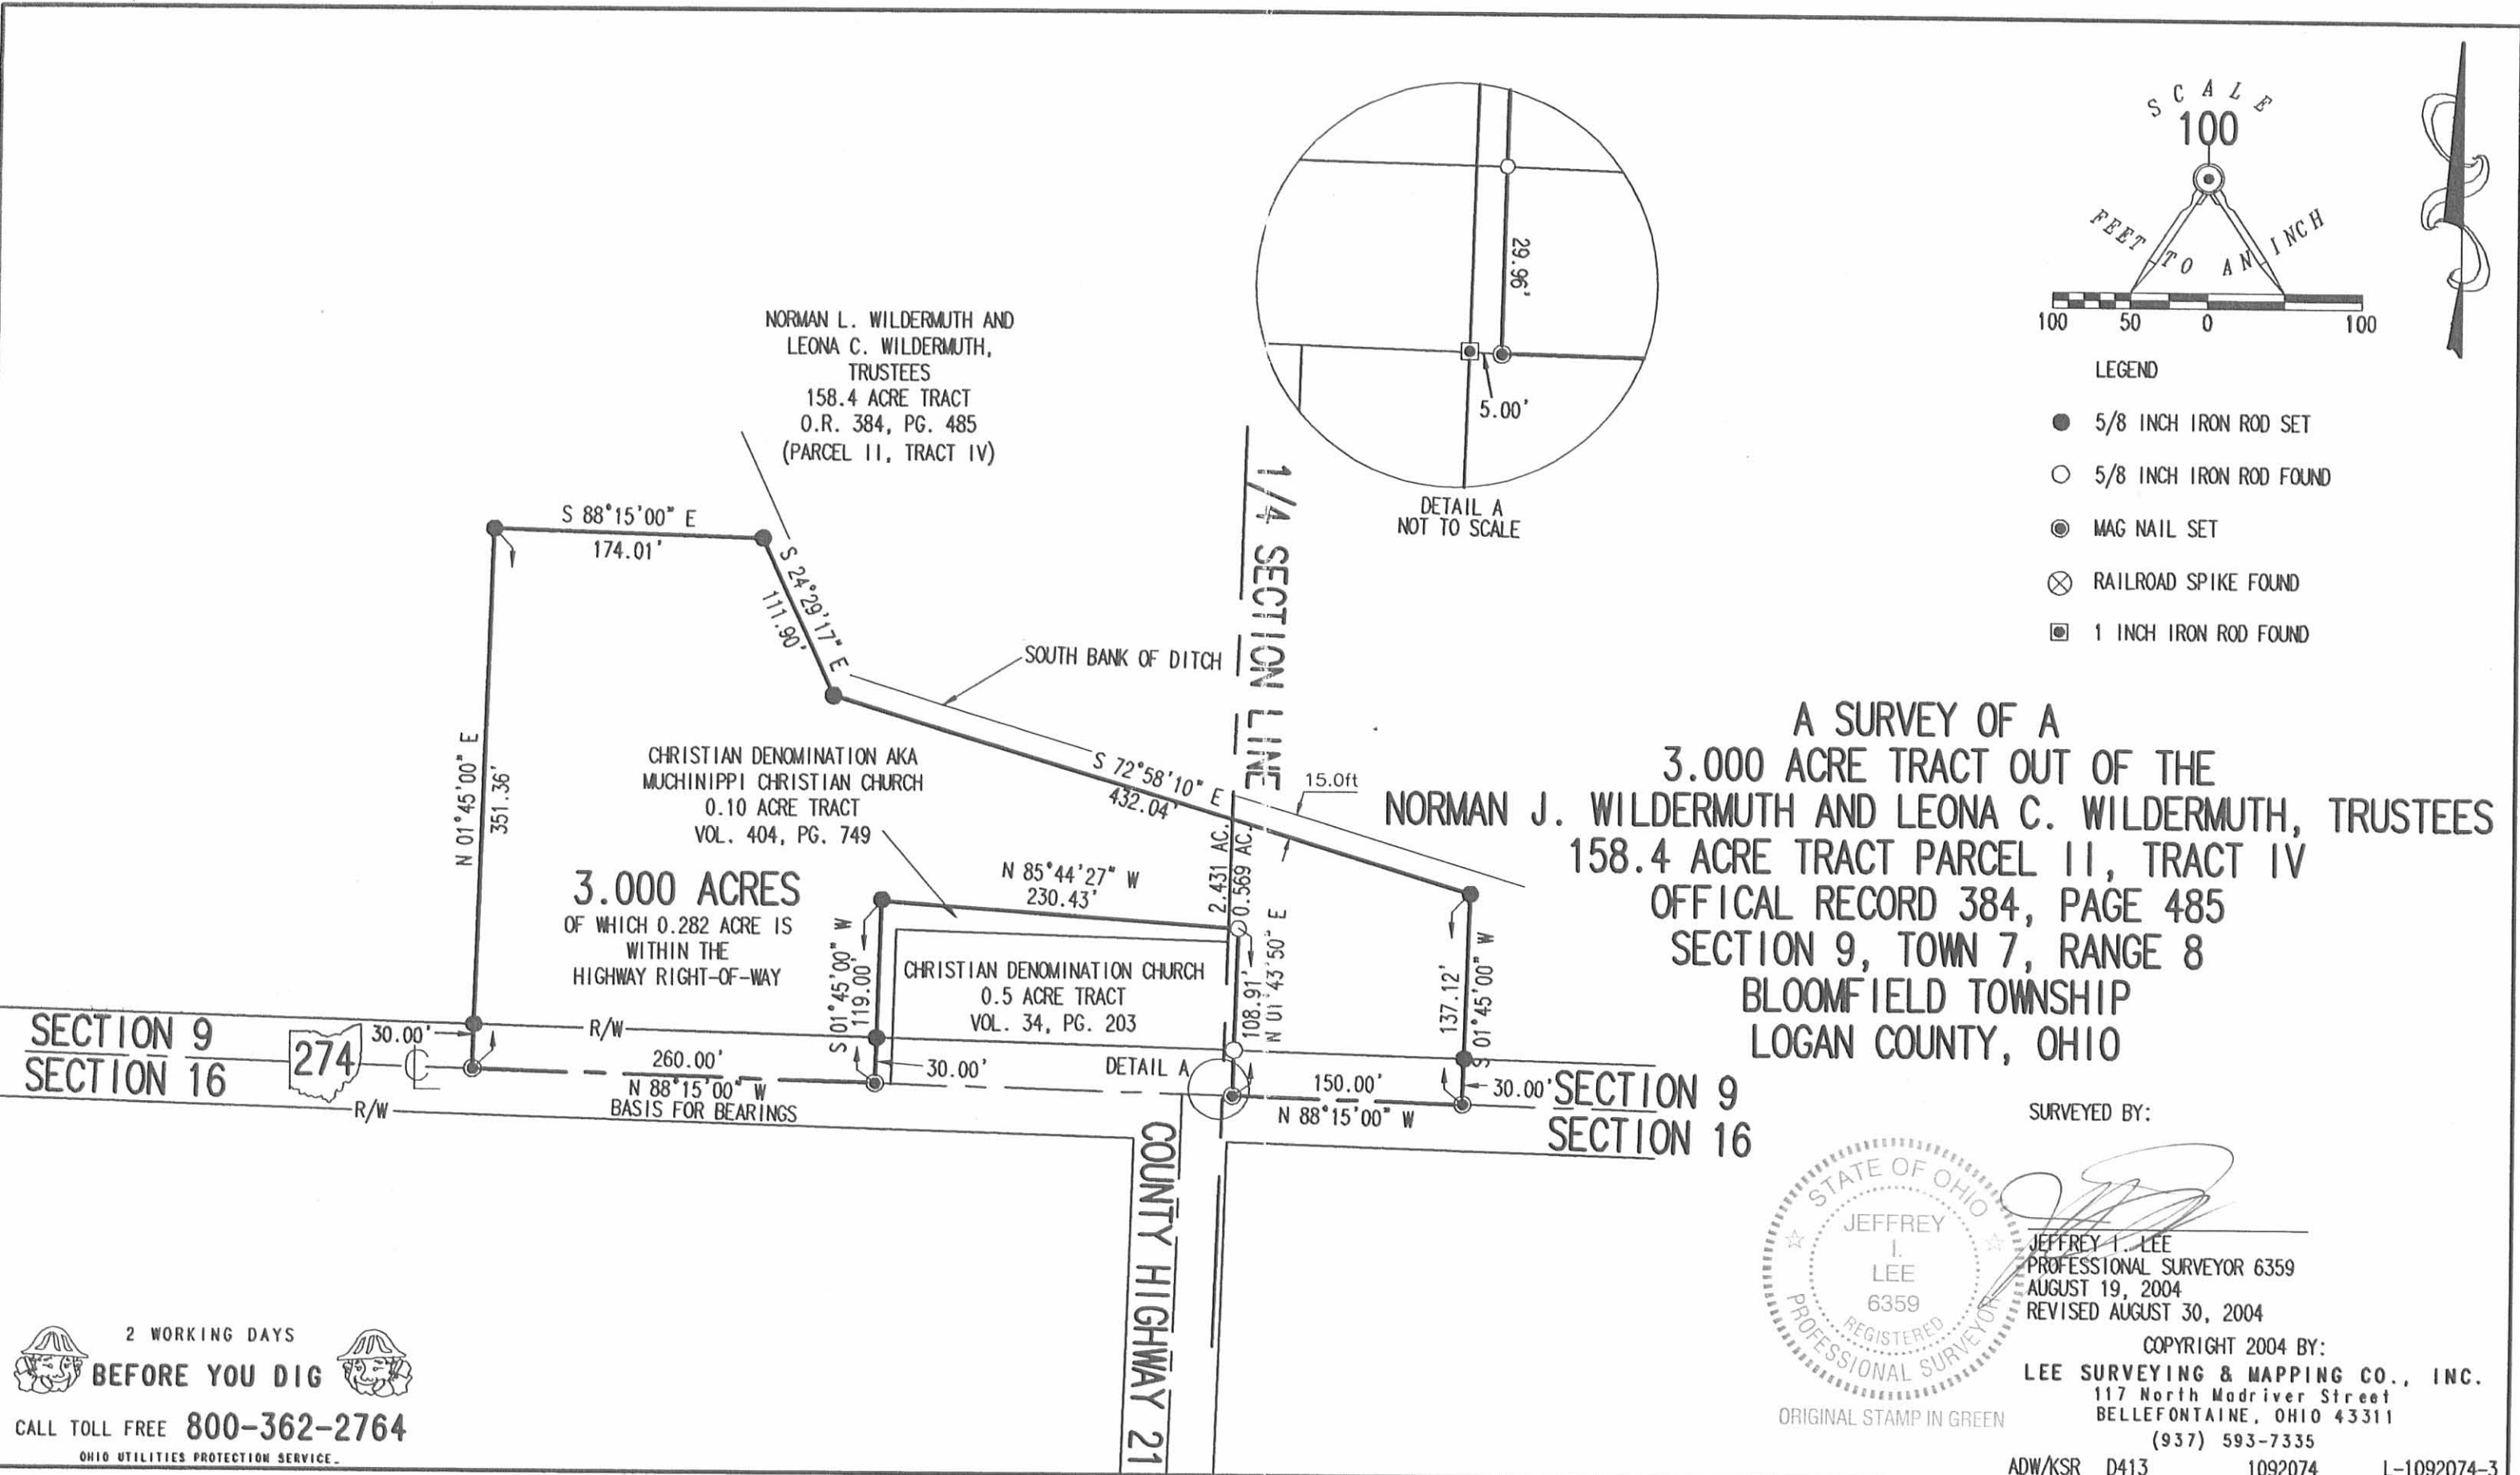 SCALE
100
FEET TO AN INCH
100 50 0 100
LEGEND
5/8 INCH IRON ROD SET
5/8 INCH IRON ROD FOUND
MAG NAIL SET
RAILROAD SPIKE FOUND
1 INCH IRON ROD FOUND
29.96'
5.00'
DETAIL A
NOT TO SCALE
NORMAN L. WILDERMUTH AND
LEONA C. WILDERMUTH,
TRUSTEES
158.4 ACRE TRACT
O.R. 384, PG. 485
(PARCEL II, TRACT IV)
S 88°15'00" E
174.01'
S 24°29'17" E
111.90'
SOUTH BANK OF DITCH
1/4 SECTION LINE
S 72°58'10" E
432.04'
15.0ft
N 01°45'00" E
351.36'
CHRISTIAN DENOMINATION AKA
MUCHINIPPI CHRISTIAN CHURCH
0.10 ACRE TRACT
VOL. 404, PG. 749
3.000 ACRES
OF WHICH 0.282 ACRE IS
WITHIN THE
HIGHWAY RIGHT-OF-WAY
N 85°44'27" W
230.43'
2.431 AC.
0.569 AC.
S 01°45'00" W
119.00'
CHRISTIAN DENOMINATION CHURCH
0.5 ACRE TRACT
VOL. 34, PG. 203
108.91'
N 01°43'50" E
137.12'
S 01°45'00" W
SECTION 9
SECTION 16
274
30.00'
R/W
260.00'
N 88°15'00" W
BASIS FOR BEARINGS
R/W
30.00'
DETAIL A
150.00'
N 88°15'00" W
30.00'
SECTION 9
SECTION 16
COUNTY HIGHWAY 21
A SURVEY OF A
3.000 ACRE TRACT OUT OF THE
NORMAN J. WILDERMUTH AND LEONA C. WILDERMUTH, TRUSTEES
158.4 ACRE TRACT PARCEL II, TRACT IV
OFFICAL RECORD 384, PAGE 485
SECTION 9, TOWN 7, RANGE 8
BLOOMFIELD TOWNSHIP
LOGAN COUNTY, OHIO
SURVEYED BY:
STATE OF OHIO
JEFFREY
I.
LEE
6359
REGISTERED
PROFESSIONAL SURVEYOR
ORIGINAL STAMP IN GREEN
JEFFREY I. LEE
PROFESSIONAL SURVEYOR 6359
AUGUST 19, 2004
REVISED AUGUST 30, 2004
COPYRIGHT 2004 BY:
LEE SURVEYING & MAPPING CO., INC.
117 North Madriver Street
BELLEFONTAINE, OHIO 43311
(937) 593-7335
ADW/KSR D413 1092074 L-1092074-3
2 WORKING DAYS
BEFORE YOU DIG
CALL TOLL FREE 800-362-2764
OHIO UTILITIES PROTECTION SERVICE.